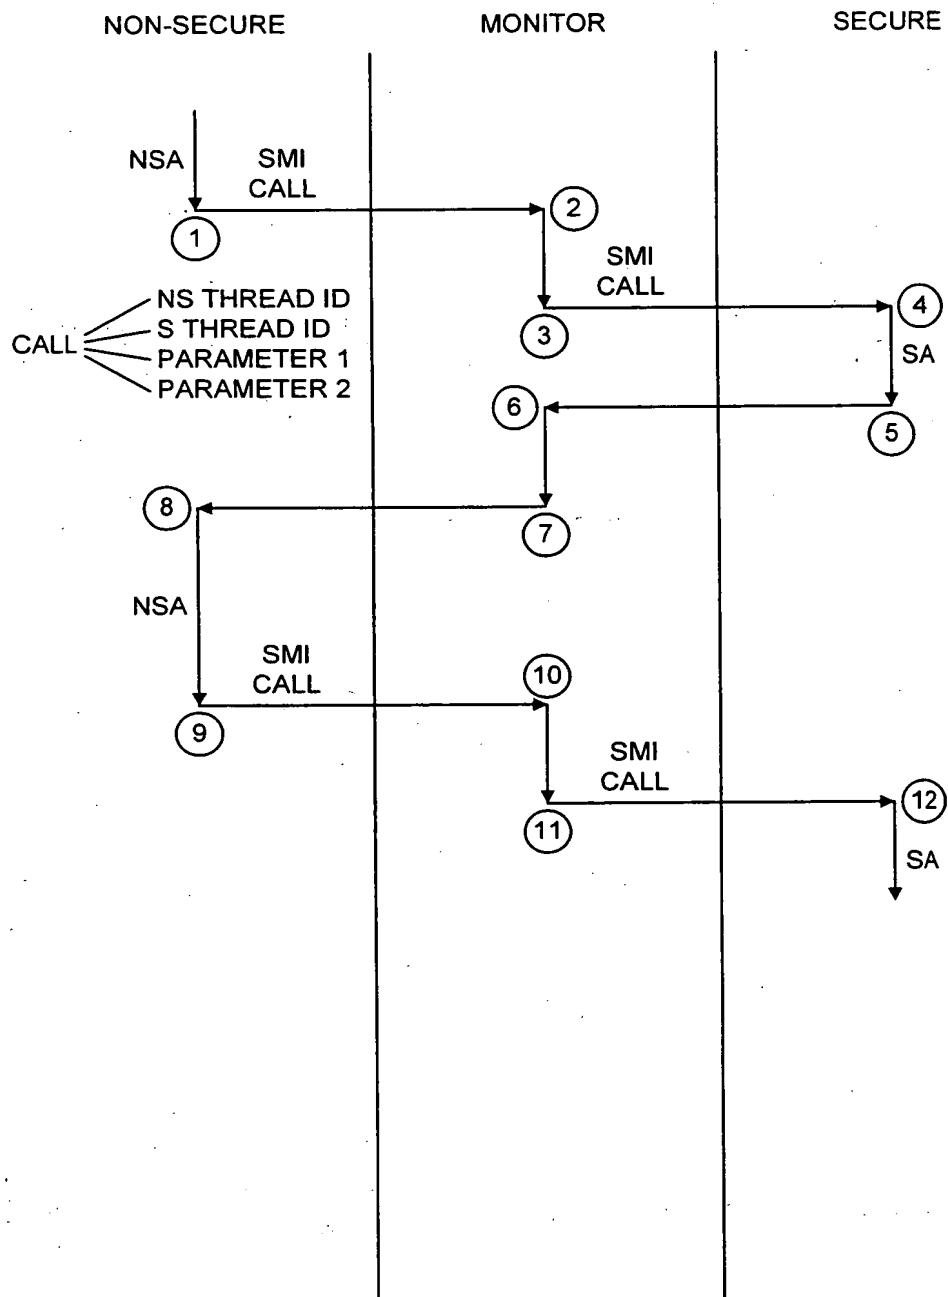 NON-SECURE
MONITOR
SECURE
NSA
SMI
CALL
2
1
SMI
CALL
4
3
NS THREAD ID
S THREAD ID
CALL
PARAMETER 1
PARAMETER 2
SA
6
5
8
7
NSA
SMI
CALL
10
9
SMI
CALL
12
11
SA